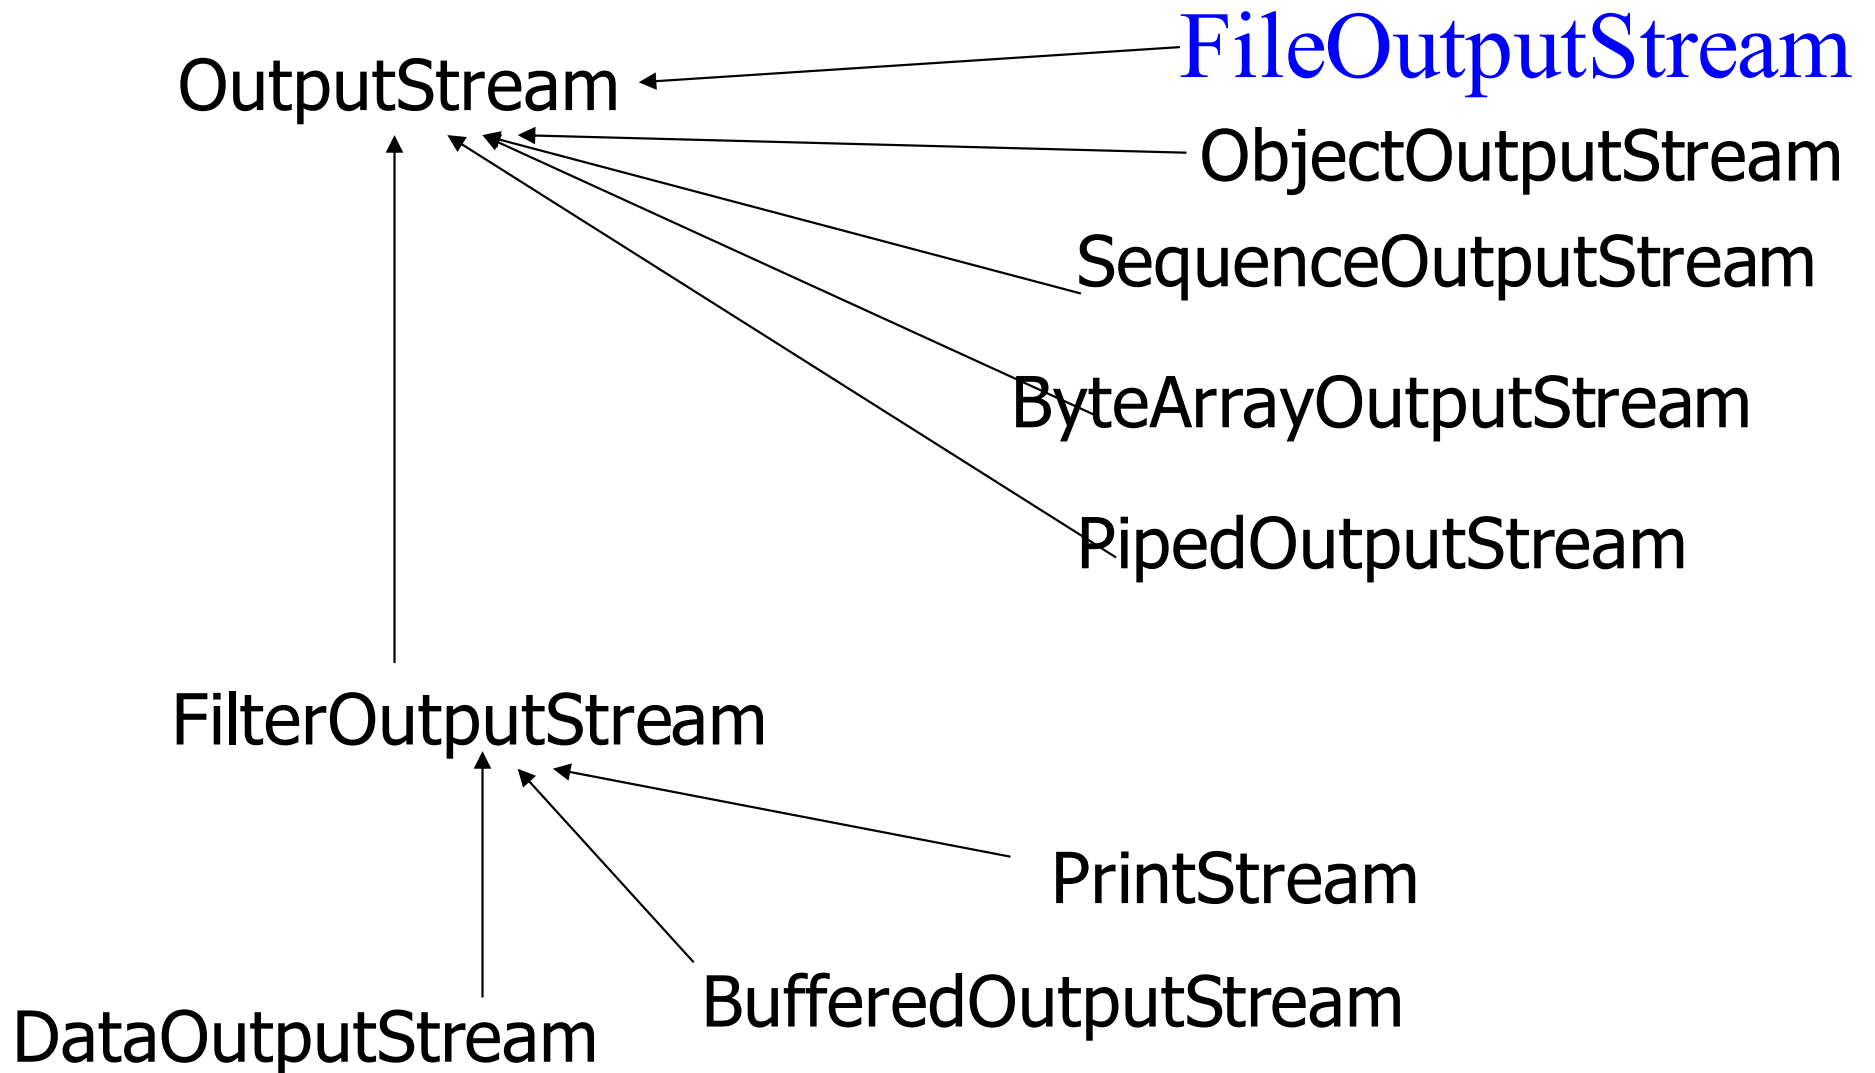 FileOutputStream
OutputStream
ObjectOutputStream
SequenceOutputStream
ByteArrayOutputStream
PipedOutputStream
FilterOutputStream
PrintStream
BufferedOutputStream
DataOutputStream